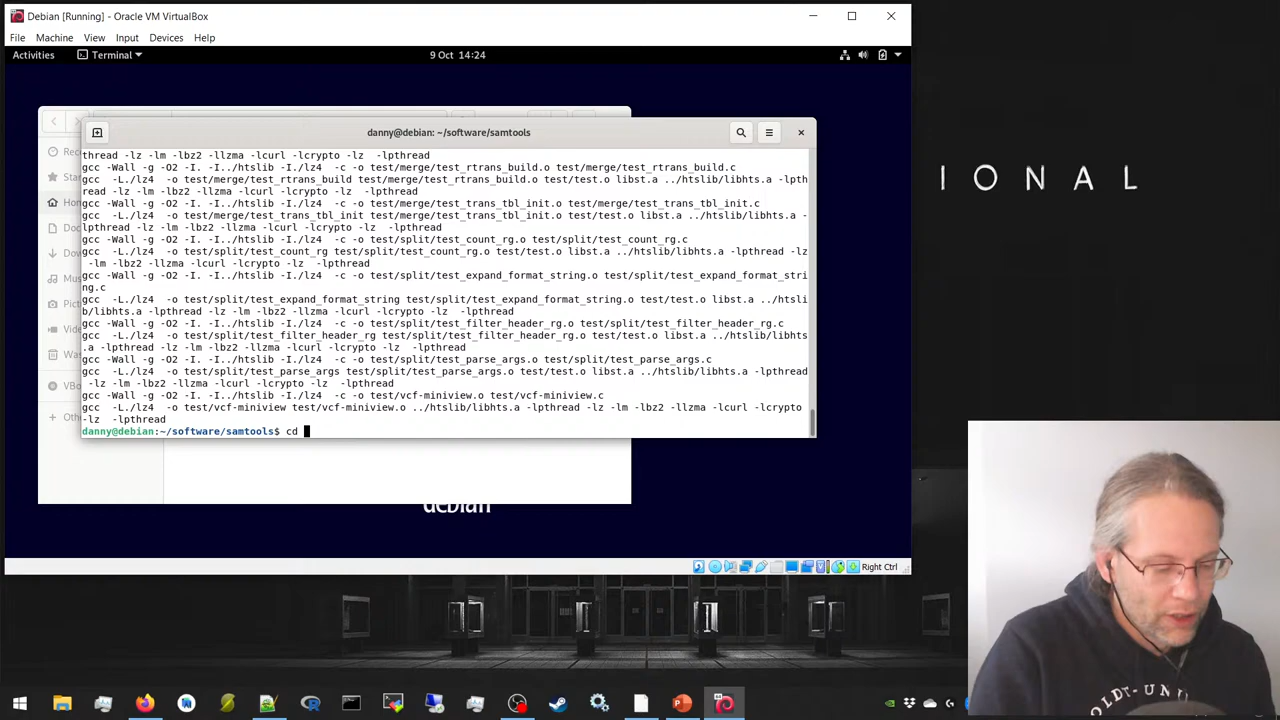 Debian [Running] - Oracle VM VirtualBox
File Machine View Input Devices Help
Activities Terminal 9 Oct 14:24
danny@debian: ~/software/samtools
thread -lz -lm -lbz2 -llzma -lcurl -lcrypto -lz  -lpthread
gcc -Wall -g -O2 -I. -I../htslib -I./lz4  -c -o test/merge/test_rtrans_build.o test/merge/test_rtrans_build.c
gcc -L./lz4  -o test/merge/test_rtrans_build test/merge/test_rtrans_build.o test/test.o libst.a ../htslib/libhts.a -lpth
read -lz -lm -lbz2 -llzma -lcurl -lcrypto -lz  -lpthread
gcc -Wall -g -O2 -I. -I../htslib -I./lz4  -c -o test/merge/test_trans_tbl_init.o test/merge/test_trans_tbl_init.c
gcc -L./lz4  -o test/merge/test_trans_tbl_init test/merge/test_trans_tbl_init.o test/test.o libst.a ../htslib/libhts.a -
lpthread -lz -lm -lbz2 -llzma -lcurl -lcrypto -lz  -lpthread
gcc -Wall -g -O2 -I. -I../htslib -I./lz4  -c -o test/split/test_count_rg.o test/split/test_count_rg.c
gcc -L./lz4  -o test/split/test_count_rg test/split/test_count_rg.o test/test.o libst.a ../htslib/libhts.a -lpthread -lz
-lm -lbz2 -llzma -lcurl -lcrypto -lz  -lpthread
gcc -Wall -g -O2 -I. -I../htslib -I./lz4  -c -o test/split/test_expand_format_string.o test/split/test_expand_format_stri
ng.c
gcc -L./lz4  -o test/split/test_expand_format_string test/split/test_expand_format_string.o test/test.o libst.a ../htsli
b/libhts.a -lpthread -lz -lm -lbz2 -llzma -lcurl -lcrypto -lz  -lpthread
gcc -Wall -g -O2 -I. -I../htslib -I./lz4  -c -o test/split/test_filter_header_rg.o test/split/test_filter_header_rg.c
gcc -L./lz4  -o test/split/test_filter_header_rg test/split/test_filter_header_rg.o test/test.o libst.a ../htslib/libhts
.a -lpthread -lz -lm -lbz2 -llzma -lcurl -lcrypto -lz  -lpthread
gcc -Wall -g -O2 -I. -I../htslib -I./lz4  -c -o test/split/test_parse_args.o test/split/test_parse_args.c
gcc -L./lz4  -o test/split/test_parse_args test/split/test_parse_args.o test/test.o libst.a ../htslib/libhts.a -lpthread
-lz -lm -lbz2 -llzma -lcurl -lcrypto -lz  -lpthread
gcc -Wall -g -O2 -I. -I../htslib -I./lz4  -c -o test/vcf-miniview.o test/vcf-miniview.c
gcc -L./lz4  -o test/vcf-miniview test/vcf-miniview.o ../htslib/libhts.a -lpthread -lz -lm -lbz2 -llzma -lcurl -lcrypto
-lz  -lpthread
danny@debian:~/software/samtools$ cd
Rec
Star
Hom
Doc
Dow
Mus
Pict
Vide
Was
VBo
Oth
debian
Right Ctrl
IONAL